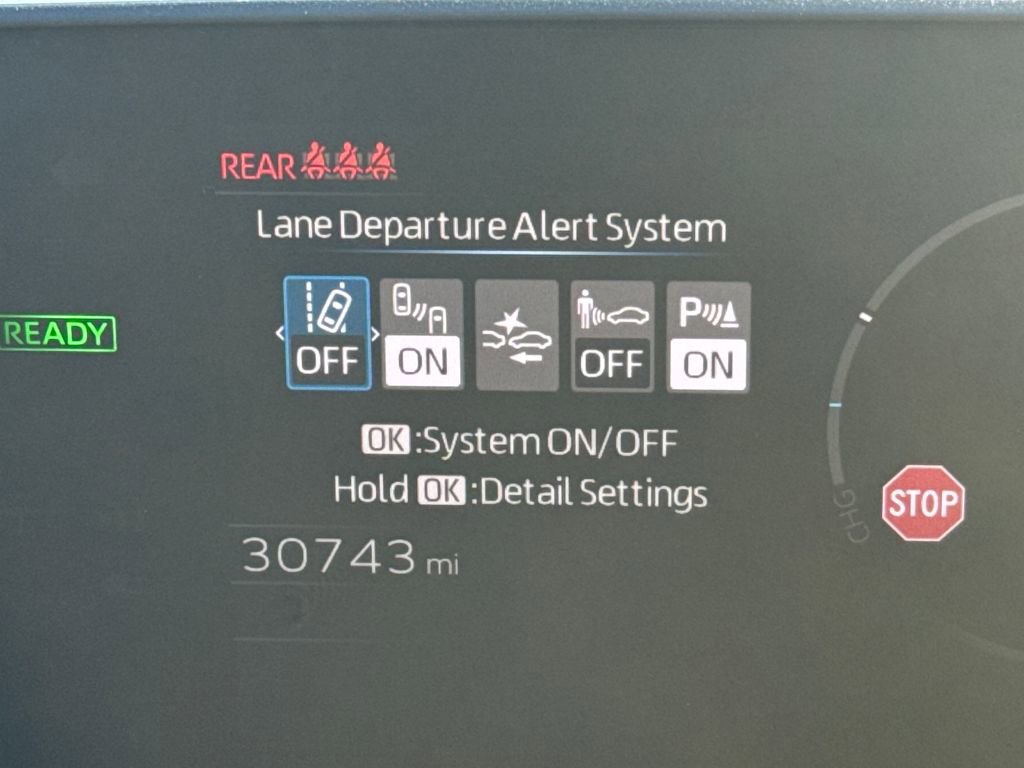 REAR
Lane Departure Alert System
READY
OFF ON OFF P ON
OK :System ON/OFF
Hold OK :Detail Settings
CHG
STOP
30743 mi